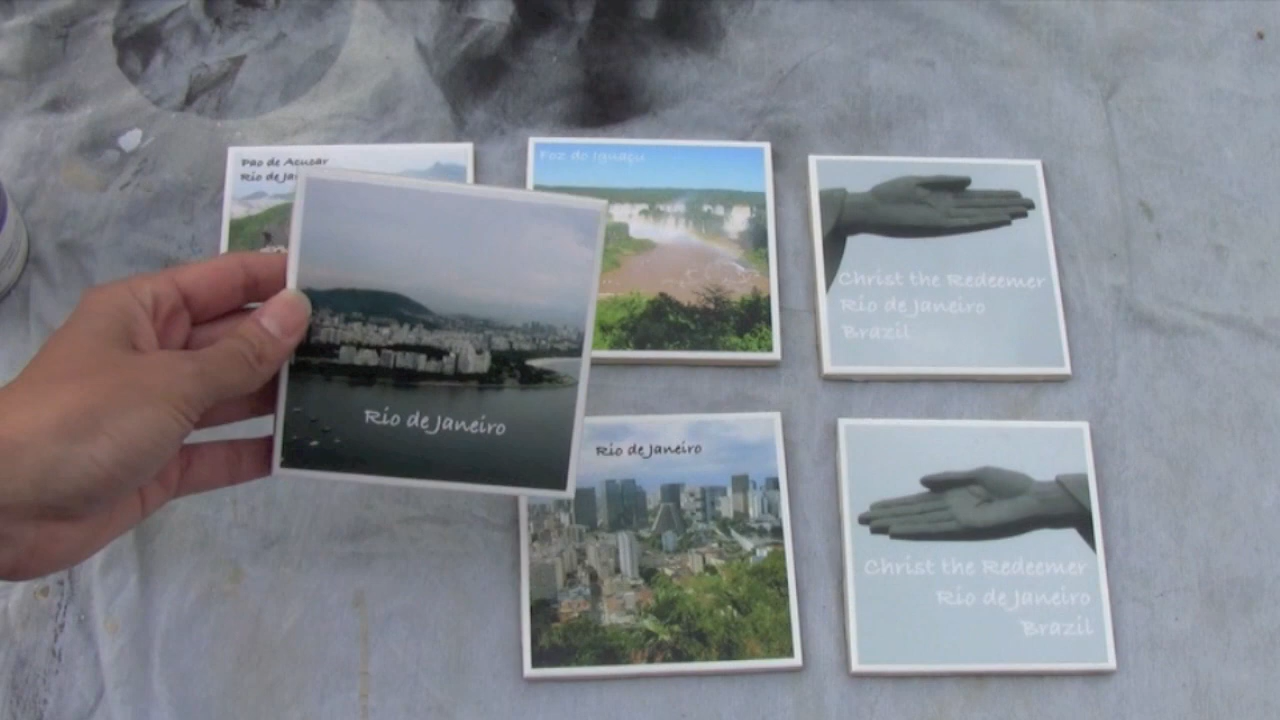 Pao de Acucar
Rio de Ja
Foz do Iguaçu
Christ the Redeemer
Rio de Janeiro
Brazil
Rio de Janeiro
Rio de Janeiro
Christ the Redeemer
Rio de Janeiro
Brazil